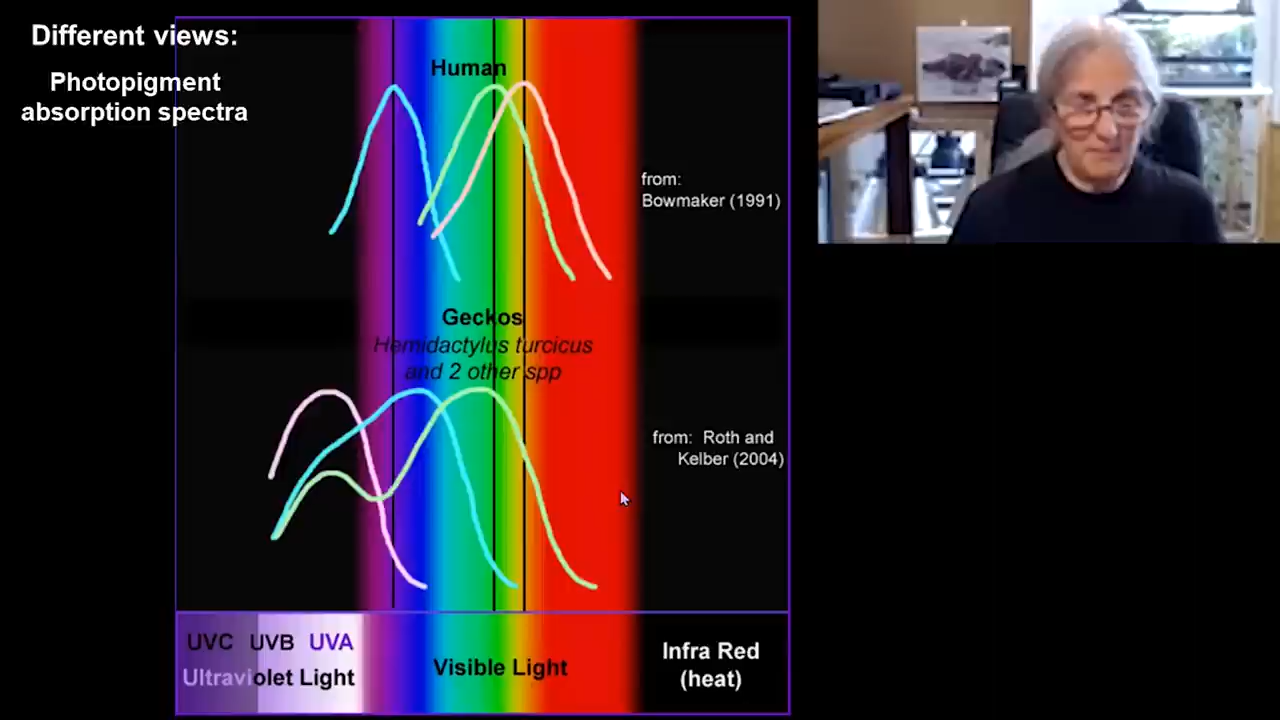 Different views:
Photopigment
absorption spectra
Human
from:
Bowmaker (1991)
Geckos
Hemidactylus turcicus
and 2 other spp
from: Roth and
Kelber (2004)
UVC UVB UVA
Ultraviolet Light
Visible Light
Infra Red
(heat)